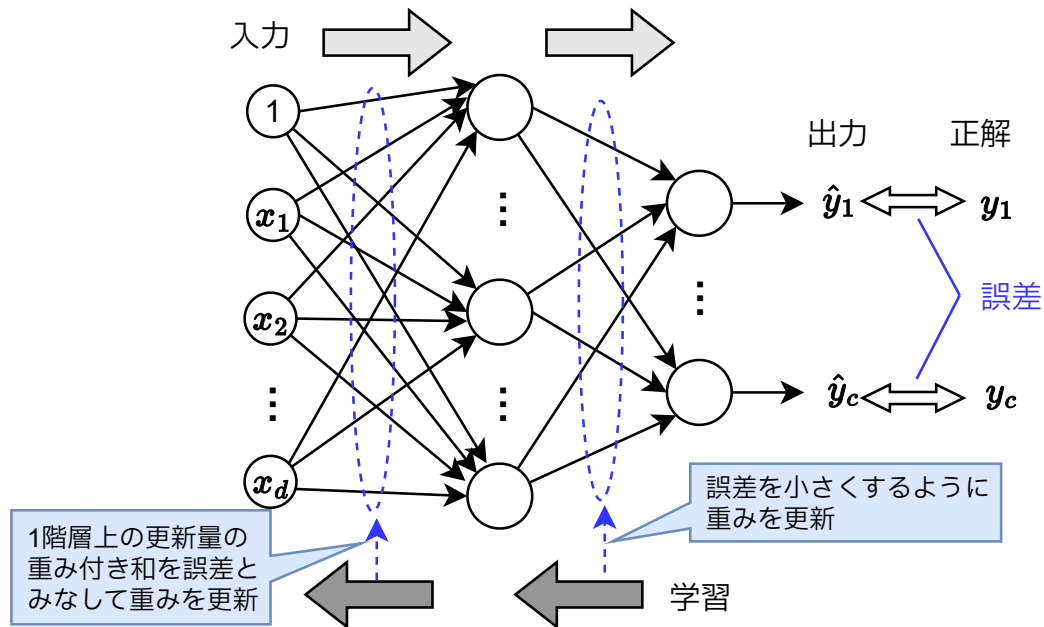 入力
出力 正解
1
x₁
x₂
⋮
x_d
⋮
⋮
⋮
ŷ₁ y₁
ŷ_c y_c
誤差
誤差を小さくするように
重みを更新
1階層上の更新量の
重み付き和を誤差と
みなして重みを更新
学習